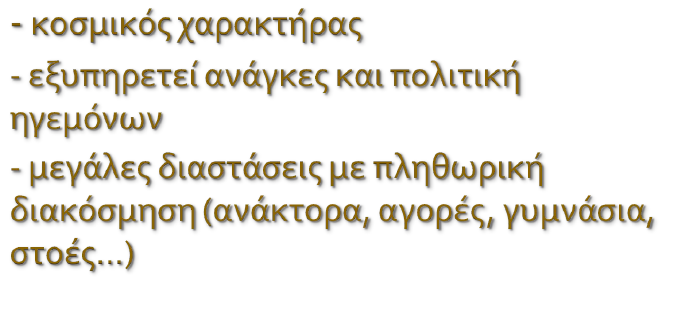 - κοσμικός χαρακτήρας
- εξυπηρετεί ανάγκες και πολιτική
ηγεμόνων
- μεγάλες διαστάσεις με πληθωρική
διακόσμηση (ανάκτορα, αγορές, γυμνάσια,
στοές...)